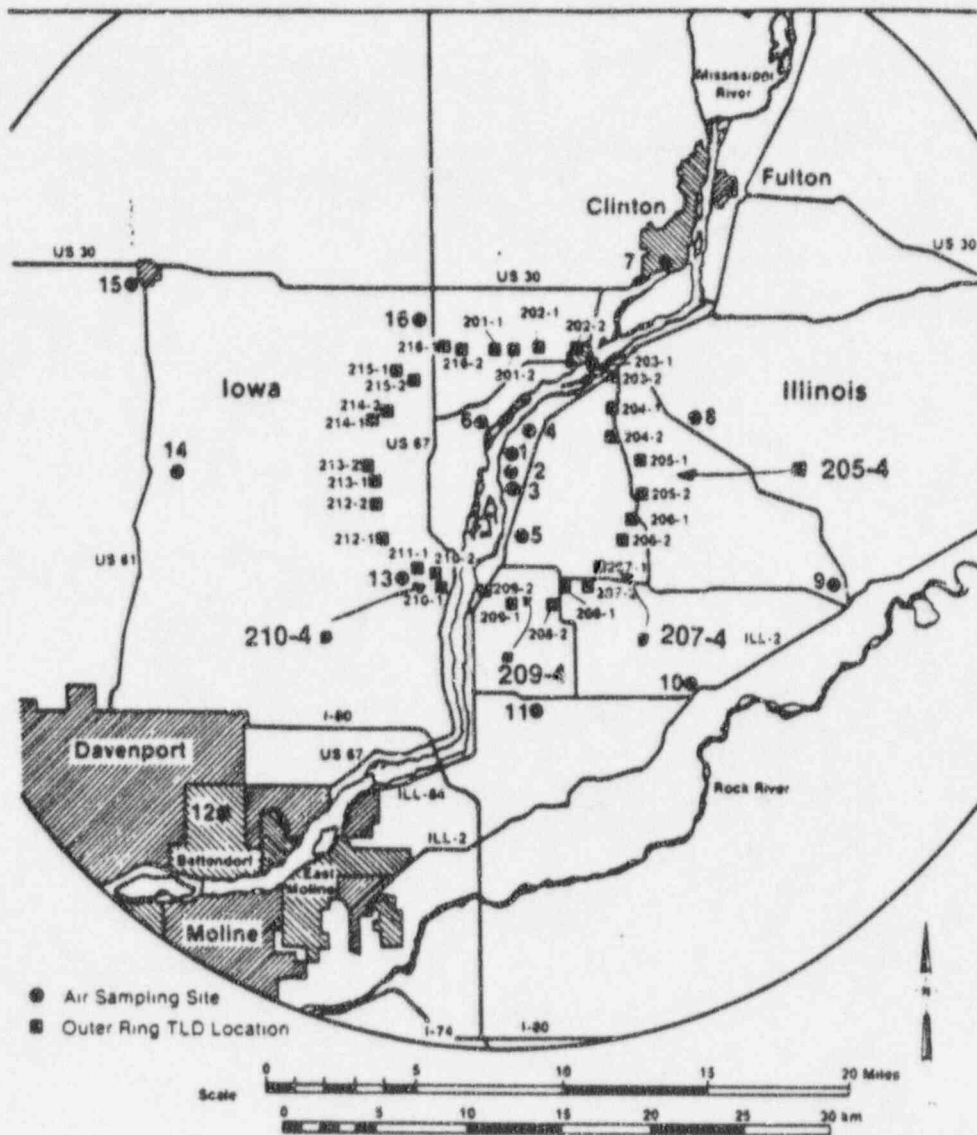 Mississippi
River
Fulton
Clinton
US 30
US 30
7
US 30
15
16
201-1
202-1
202-2
216-1
216-2
201-2
203-1
203-2
215-1
215-2
Iowa
Illinois
214-2
214-1
204-1
204-2
8
US 67
6
4
14
1
2
3
213-2
213-1
205-1
205-4
212-2
205-2
206-1
206-2
US 61
212-1
5
211-1
210-2
207-1
13
210-1
209-2
209-1
208-1
207-2
208-2
9
210-4
207-4
ILL-2
209-4
10
11
I-80
Davenport
US 67
ILL-84
Rock River
12
ILL-2
Bettendorf
East
Moline
Moline
N
Air Sampling Site
Outer Ring TLD Location
I-74
I-80
0 5 10 15 20 Miles
Scale
0 5 10 15 20 25 30 km